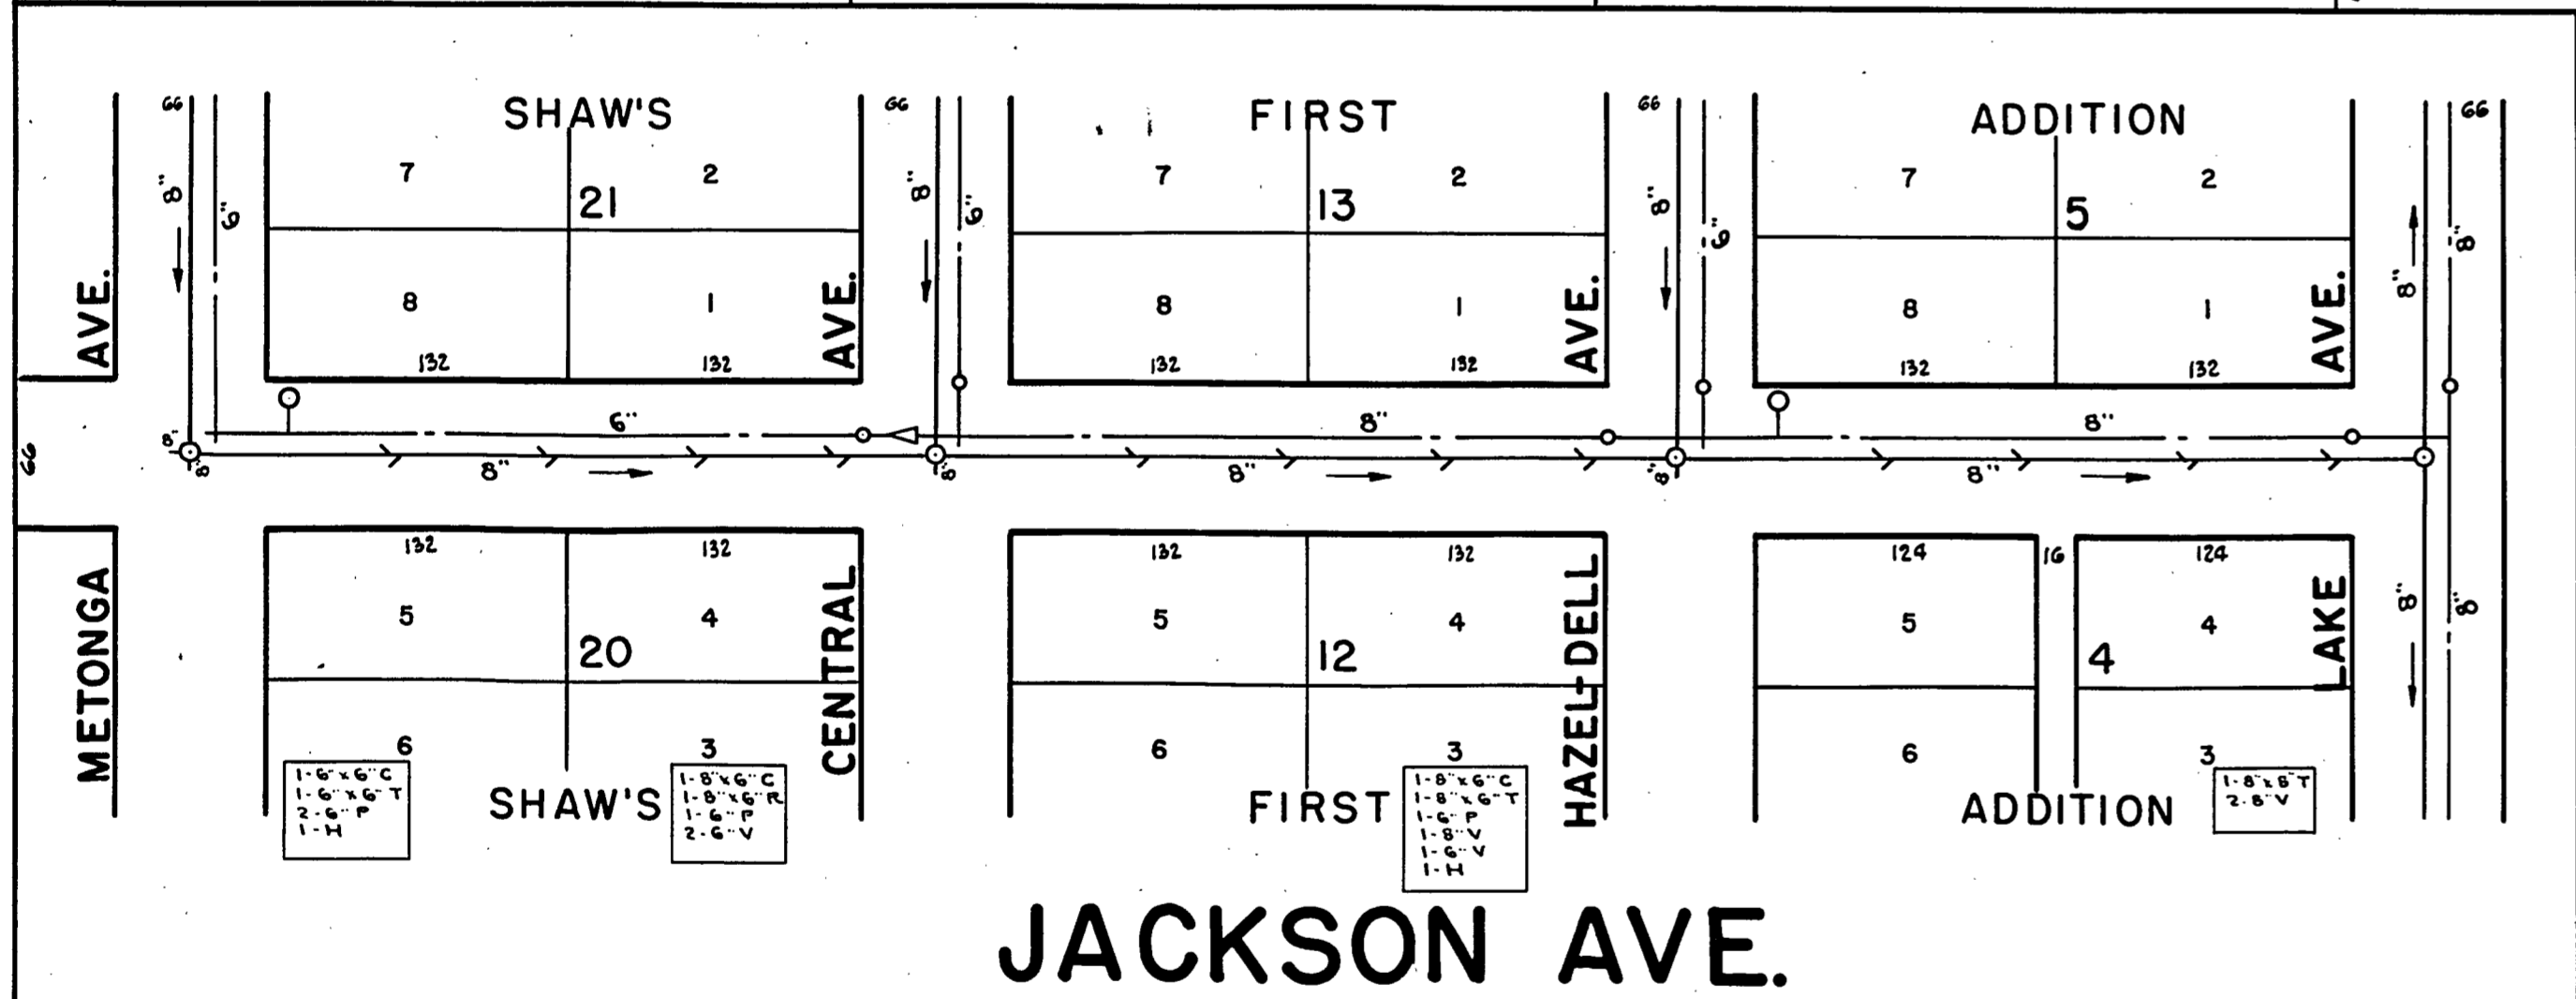 66 66 66 66
SHAW'S FIRST ADDITION
7 2 7 2 7 2
8" 6" 8" 6" 8" 6" 8" 8"
21 13 5
8 1 8 1 8 1
AVE. AVE. AVE. AVE.
132 132 132 132 132 132
6" 8" 8"
8"
66
8" 8" 8"
8" 8" 8"
132 132 132 132 124 16 124
METONGA CENTRAL HAZEL-DELL LAKE
5 4 5 4 5 4
8" 8"
20 12 4
6 3 6 3 6 3
SHAW'S FIRST ADDITION
1-6"x6"C
1-6"x6"T
2-6"P
1-H
1-8"x6"C
1-8"x6"R
1-6"P
2-6"V
1-8"x6"C
1-8"x6"T
1-6"P
1-8"V
1-6"V
1-H
1-8"x8"T
2-8"V
JACKSON AVE.